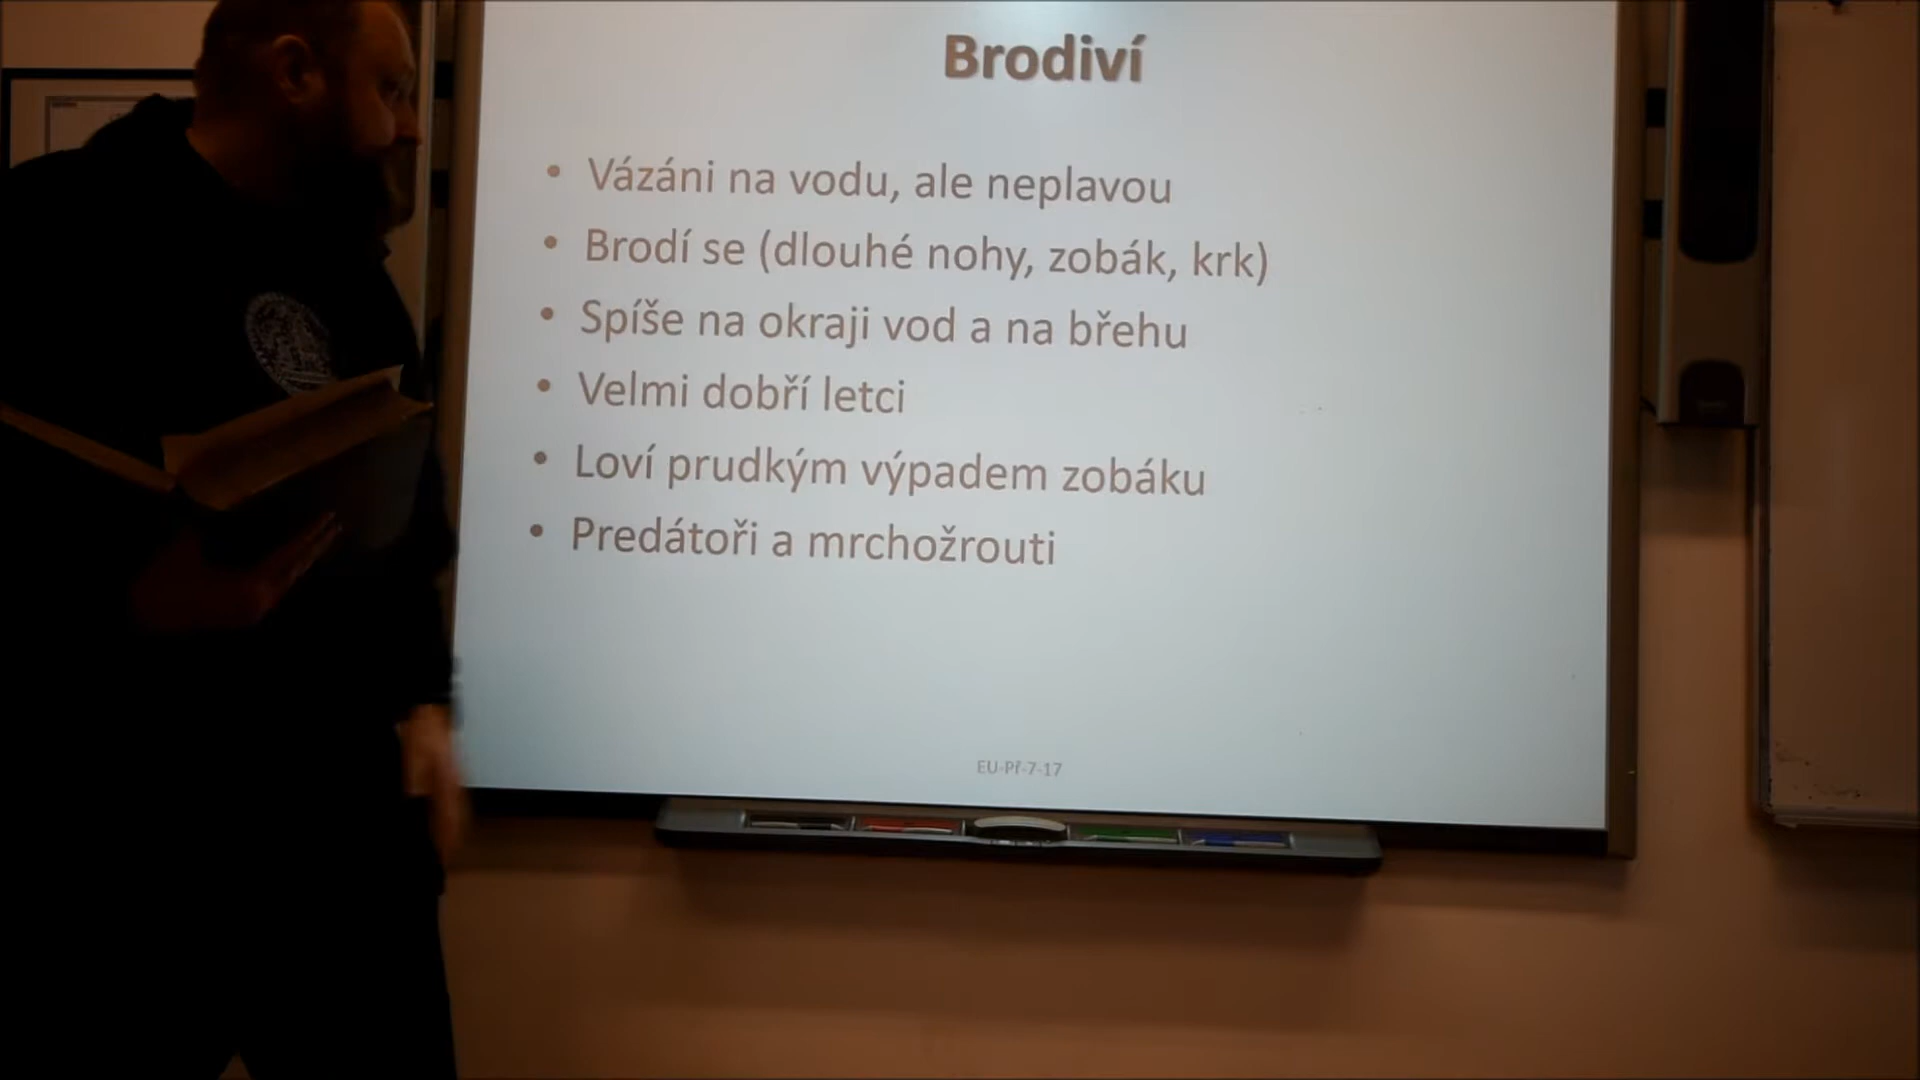 Brodiví
• Vázáni na vodu, ale neplavou
• Brodí se (dlouhé nohy, zobák, krk)
• Spíše na okraji vod a na břehu
• Velmi dobří letci
• Loví prudkým výpadem zobáku
• Predátoři a mrchožrouti
EU-Př-7-17